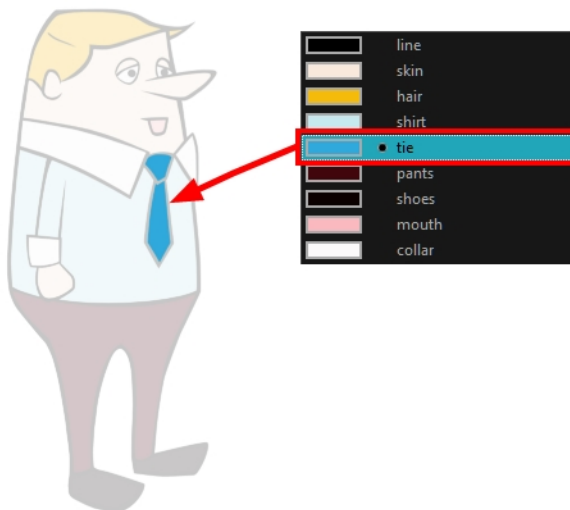 line
skin
hair
shirt
tie
pants
shoes
mouth
collar